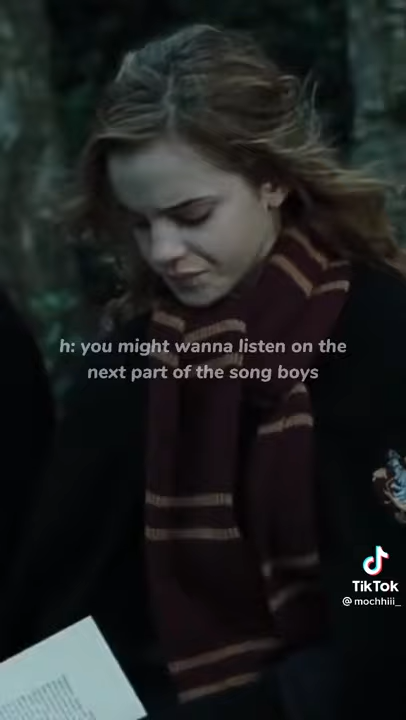 h: you might wanna listen on the
next part of the song boys
TikTok
@mochhiii_